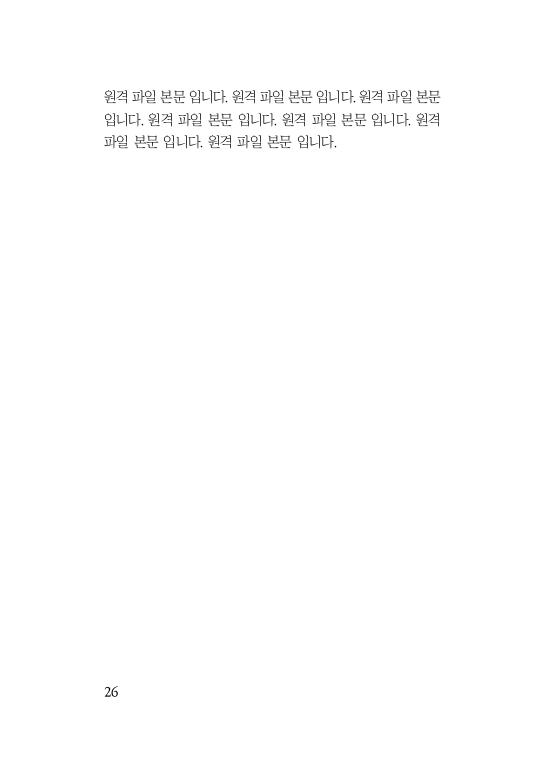 원격 파일 본문 입니다. 원격 파일 본문 입니다. 원격 파일 본문
입니다. 원격 파일 본문 입니다. 원격 파일 본문 입니다. 원격
파일 본문 입니다. 원격 파일 본문 입니다.
26